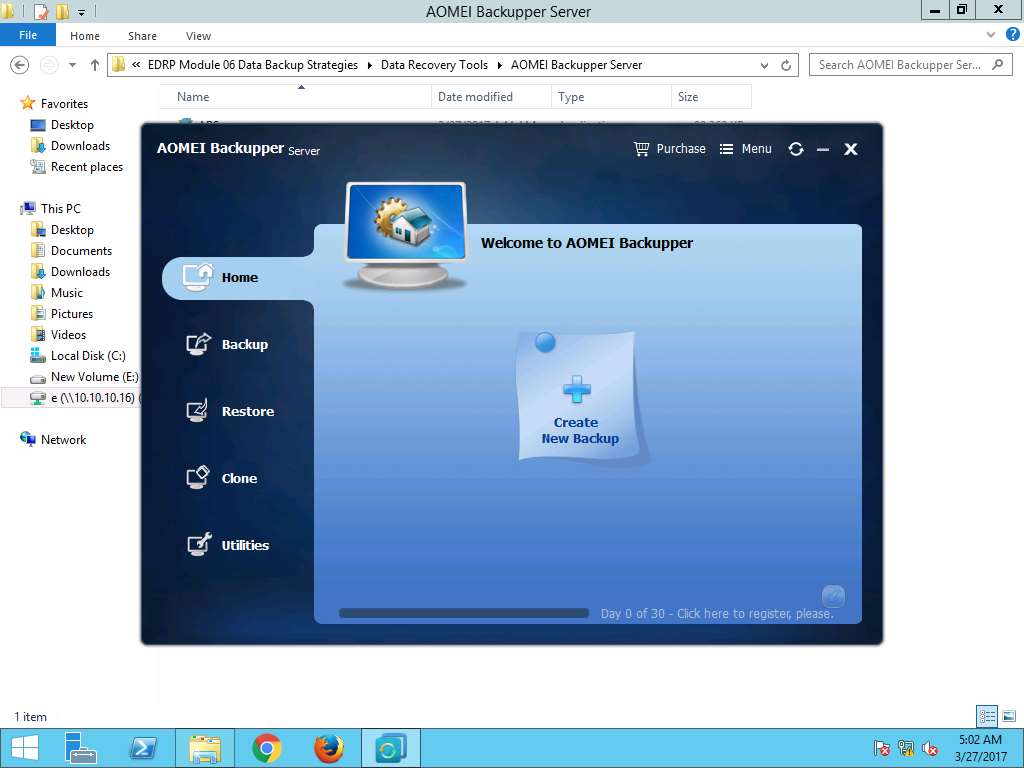 AOMEI Backupper Server
File Home Share View
« EDRP Module 06 Data Backup Strategies Data Recovery Tools AOMEI Backupper Server
Search AOMEI Backupper Ser...
Name Date modified Type Size
Favorites
Desktop
Downloads
Recent places
This PC
Desktop
Documents
Downloads
Music
Pictures
Videos
Local Disk (C:)
New Volume (E:)
e (\\10.10.10.16) (
Network
AOMEI Backupper Server
Purchase Menu
Welcome to AOMEI Backupper
Home
Backup
Restore
Clone
Utilities
Create
New Backup
Day 0 of 30 - Click here to register, please.
1 item
5:02 AM
3/27/2017